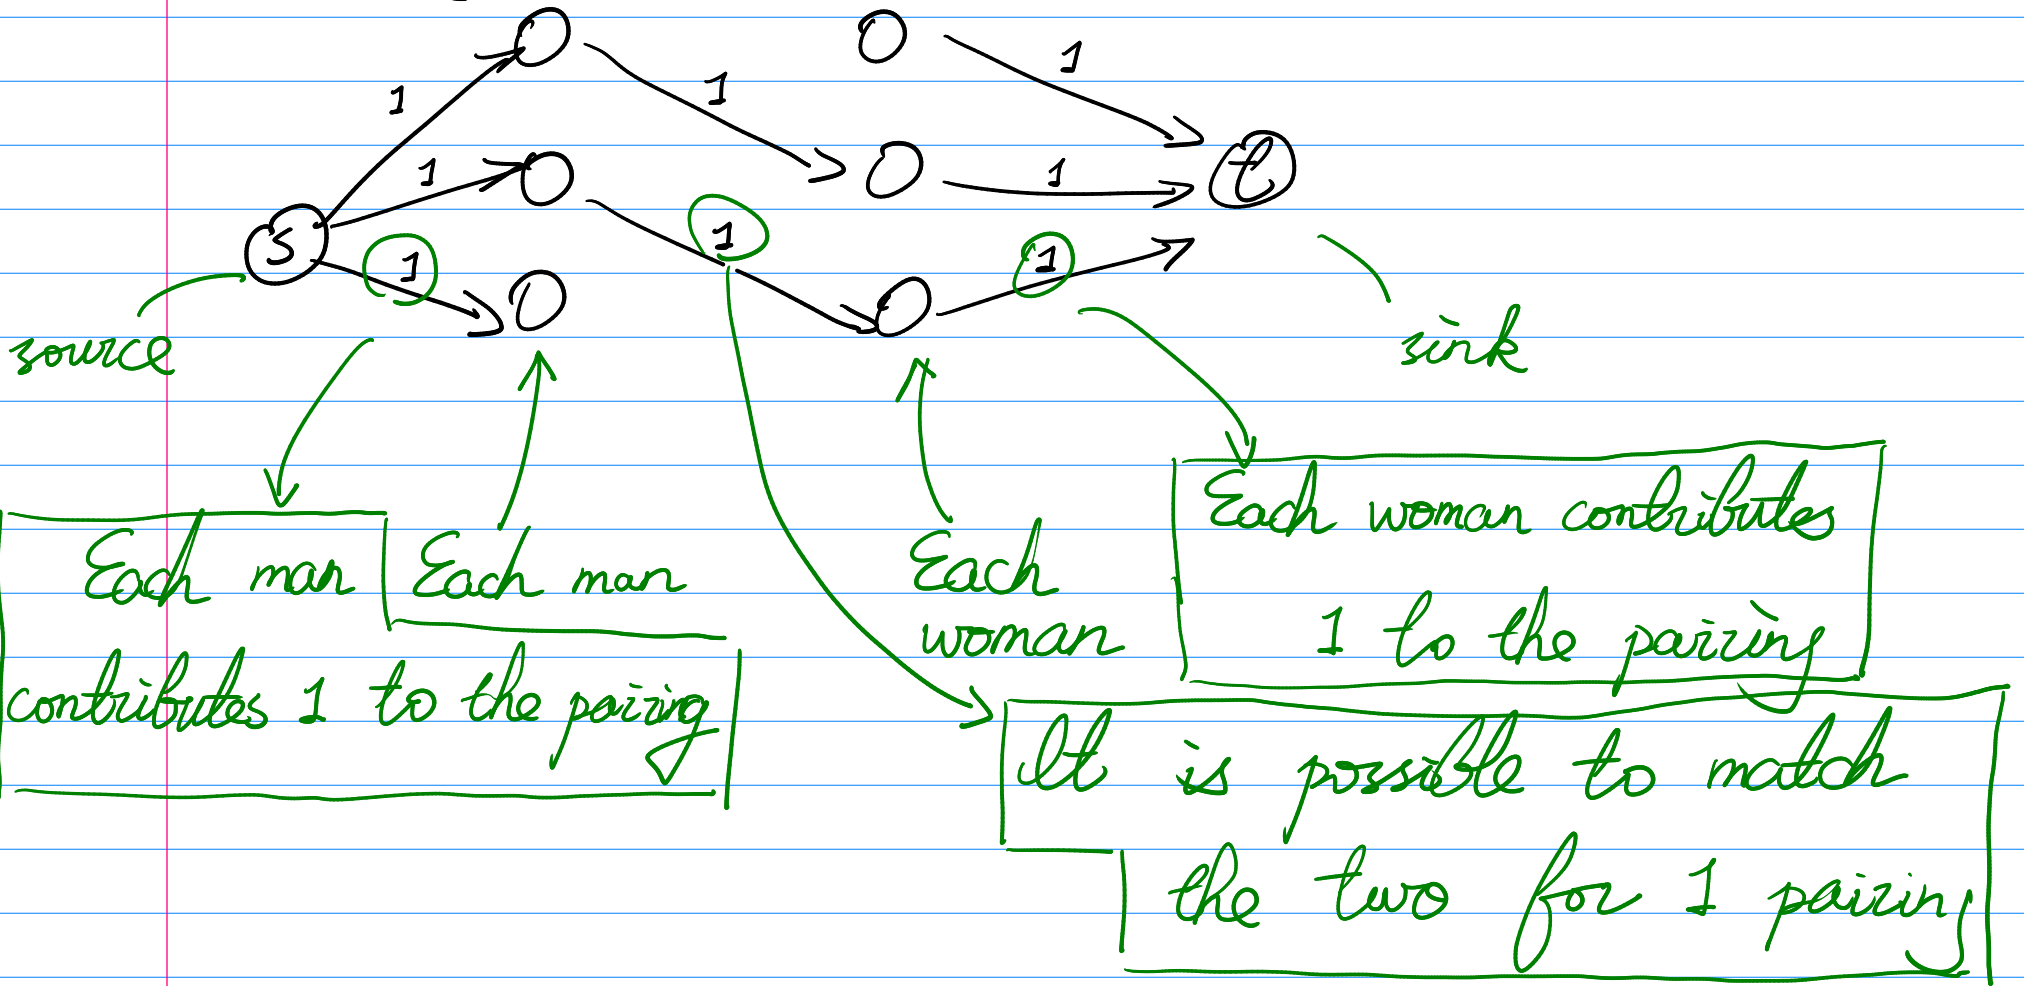 1
1
1
1
1
1
S
1
1
1
t
source
sink
Each man
contributes 1 to the pairing
Each man
Each
woman
Each woman contributes
1 to the pairing
It is possible to match
the two for 1 pairing